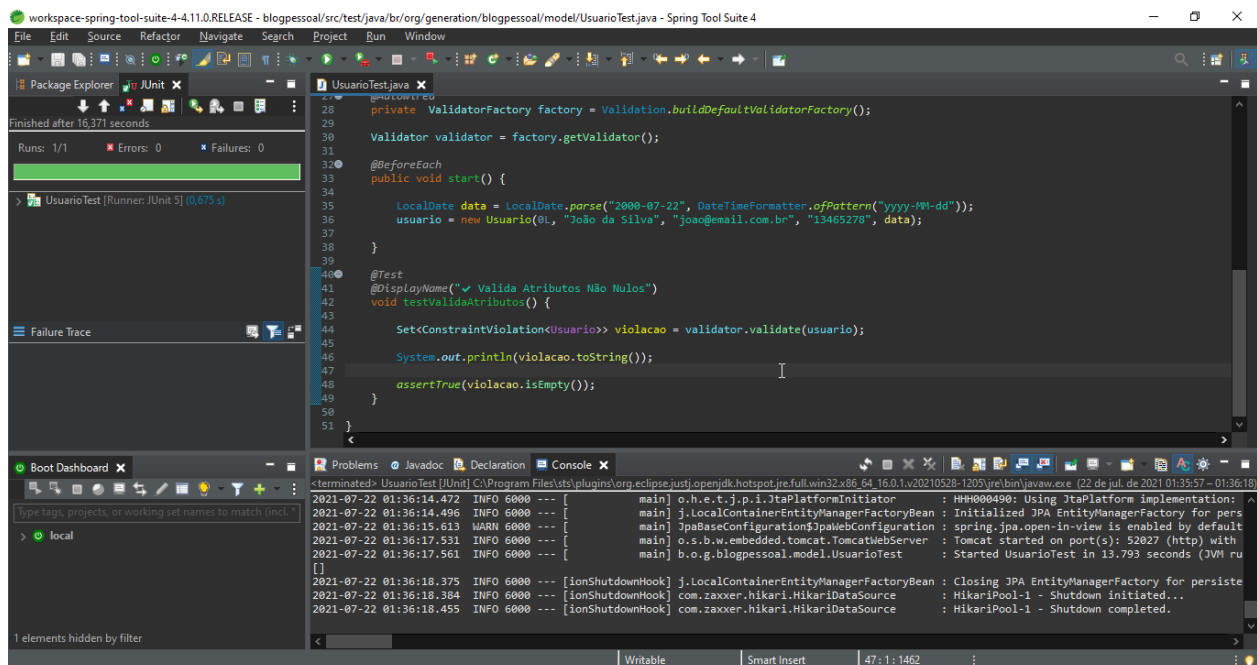 workspace-spring-tool-suite-4-4.11.0.RELEASE - blogpessoal/src/test/java/br/org/generation/blogpessoal/model/UsuarioTest.java - Spring Tool Suite 4
File Edit Source Refactor Navigate Search Project Run Window
Package Explorer JUnit
Finished after 16,371 seconds
Runs: 1/1 Errors: 0 Failures: 0
UsuarioTest [Runner: JUnit 5] (0,675 s)
Failure Trace
UsuarioTest.java
27 @Autowired
28 private ValidatorFactory factory = Validation.buildDefaultValidatorFactory();
29
30 Validator validator = factory.getValidator();
31
32 @BeforeEach
33 public void start() {
34
35 LocalDate data = LocalDate.parse("2000-07-22", DateTimeFormatter.ofPattern("yyyy-MM-dd"));
36 usuario = new Usuario(0L, "João da Silva", "joao@email.com.br", "13465278", data);
37
38 }
39
40 @Test
41 @DisplayName("✔ Valida Atributos Não Nulos")
42 void testValidaAtributos() {
43
44 Set<ConstraintViolation<Usuario>> violacao = validator.validate(usuario);
45
46 System.out.println(violacao.toString());
47
48 assertTrue(violacao.isEmpty());
49 }
50
51 }
Boot Dashboard
Type tags, projects, or working set names to match (incl. *
local
1 elements hidden by filter
Problems Javadoc Declaration Console
<terminated> UsuarioTest [JUnit] C:\Program Files\sts\plugins\org.eclipse.justj.openjdk.hotspot.jre.full.win32.x86_64_16.0.1.v20210528-1205\jre\bin\javaw.exe (22 de jul. de 2021 01:35:57 – 01:36:18)
2021-07-22 01:36:14.472 INFO 6000 --- [ main] o.h.e.t.j.p.i.JtaPlatformInitiator : HHH000490: Using JtaPlatform implementation:
2021-07-22 01:36:14.496 INFO 6000 --- [ main] j.LocalContainerEntityManagerFactoryBean : Initialized JPA EntityManagerFactory for pers
2021-07-22 01:36:15.613 WARN 6000 --- [ main] JpaBaseConfiguration$JpaWebConfiguration : spring.jpa.open-in-view is enabled by default
2021-07-22 01:36:17.531 INFO 6000 --- [ main] o.s.b.w.embedded.tomcat.TomcatWebServer : Tomcat started on port(s): 52027 (http) with
2021-07-22 01:36:17.561 INFO 6000 --- [ main] b.o.g.blogpessoal.model.UsuarioTest : Started UsuarioTest in 13.793 seconds (JVM ru
[]
2021-07-22 01:36:18.375 INFO 6000 --- [ionShutdownHook] j.LocalContainerEntityManagerFactoryBean : Closing JPA EntityManagerFactory for persiste
2021-07-22 01:36:18.384 INFO 6000 --- [ionShutdownHook] com.zaxxer.hikari.HikariDataSource : HikariPool-1 - Shutdown initiated...
2021-07-22 01:36:18.455 INFO 6000 --- [ionShutdownHook] com.zaxxer.hikari.HikariDataSource : HikariPool-1 - Shutdown completed.
Writable Smart Insert 47 : 1 : 1462